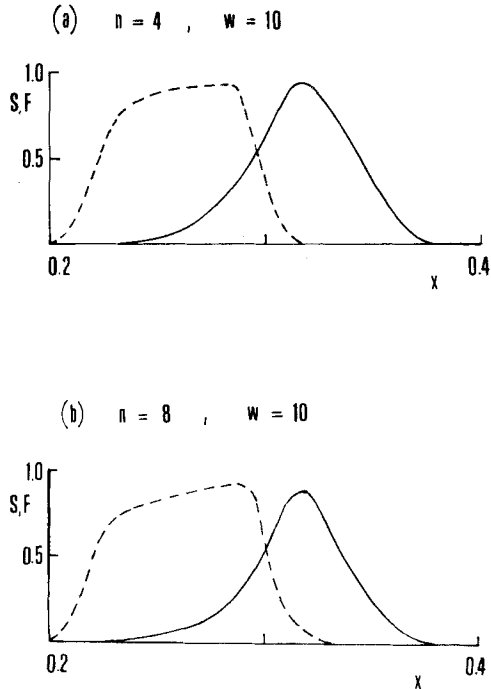 (a) n = 4 , w = 10
1.0
S,F
0.5
0.2 0.4
x
(b) n = 8 , w = 10
1.0
S,F
0.5
0.2 0.4
x